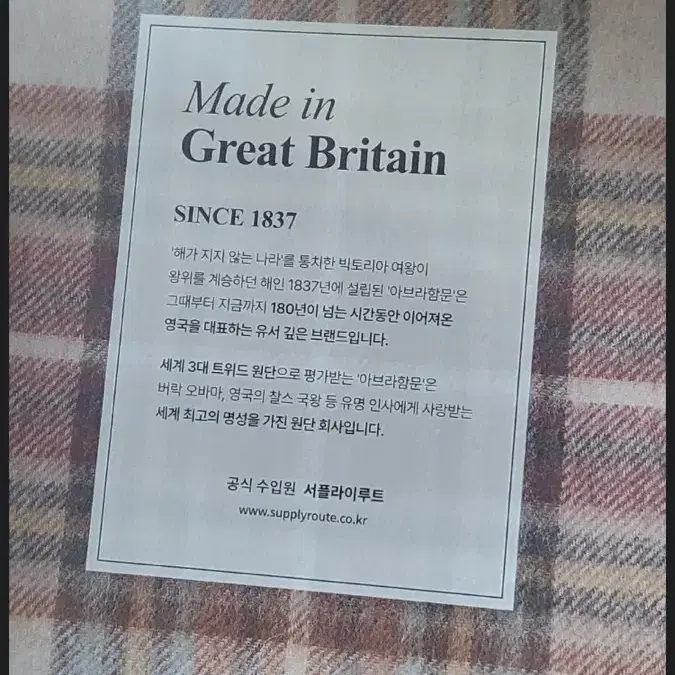 Made in
Great Britain
SINCE 1837
'해가 지지 않는 나라'를 통치한 빅토리아 여왕이
왕위를 계승하던 해인 1837년에 설립된 '아브라함문'은
그때부터 지금까지 180년이 넘는 시간동안 이어져온
영국을 대표하는 유서 깊은 브랜드입니다.
세계 3대 트위드 원단으로 평가받는 '아브라함문'은
버락 오바마, 영국의 찰스 국왕 등 유명 인사에게 사랑받는
세계 최고의 명성을 가진 원단 회사입니다.
공식 수입원 서플라이루트
www.supplyroute.co.kr